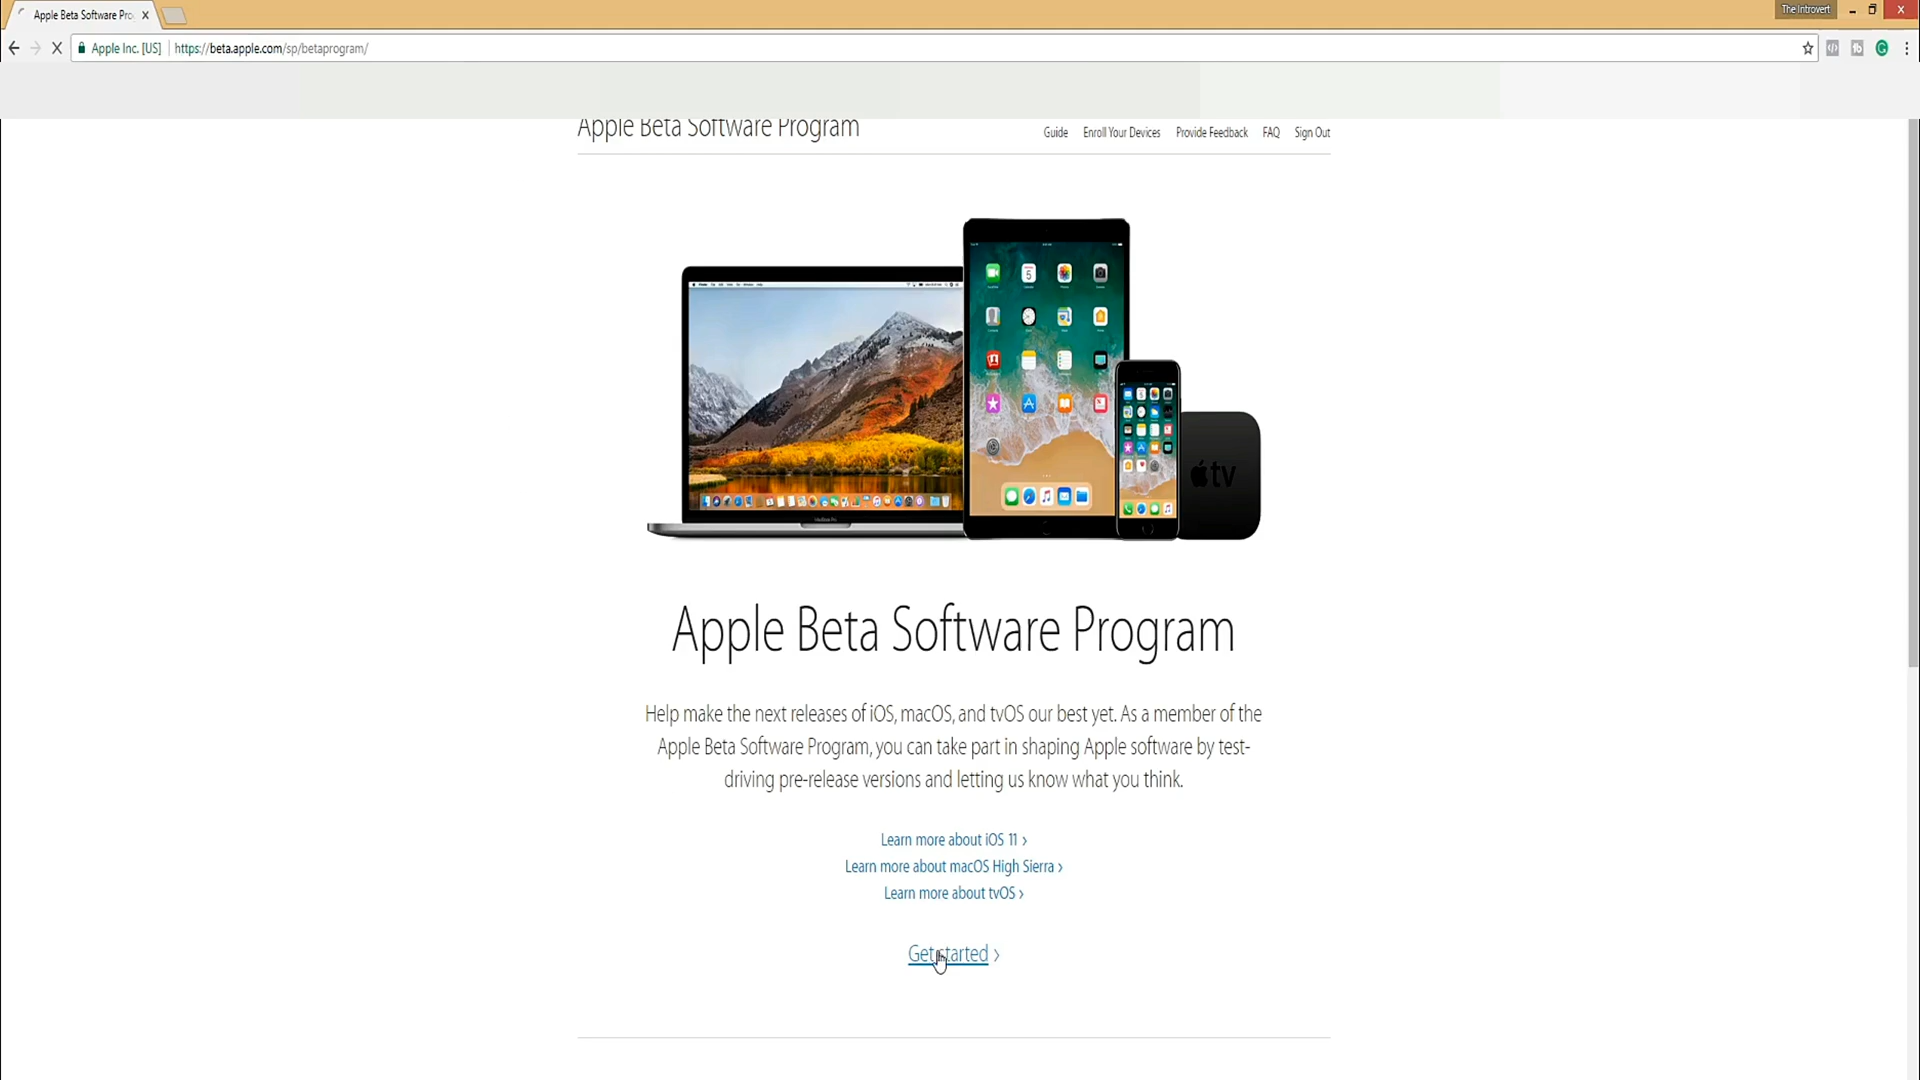 Apple Beta Software Pro
The Introvert
Apple Inc. [US]
https://beta.apple.com/sp/betaprogram/
Apple Beta Software Program
Guide
Enroll Your Devices
Provide Feedback
FAQ
Sign Out
tv
Apple Beta Software Program
Help make the next releases of iOS, macOS, and tvOS our best yet. As a member of the
Apple Beta Software Program, you can take part in shaping Apple software by test-
driving pre-release versions and letting us know what you think.
Learn more about iOS 11 ›
Learn more about macOS High Sierra ›
Learn more about tvOS ›
Get started ›